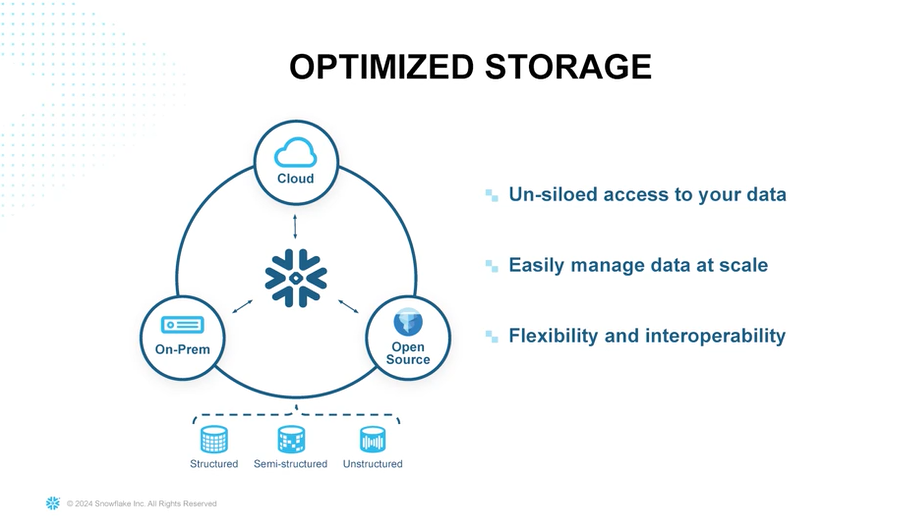 OPTIMIZED STORAGE
Cloud
On-Prem
Open
Source
Structured
Semi-structured
Unstructured
Un-siloed access to your data
Easily manage data at scale
Flexibility and interoperability
© 2024 Snowflake Inc. All Rights Reserved